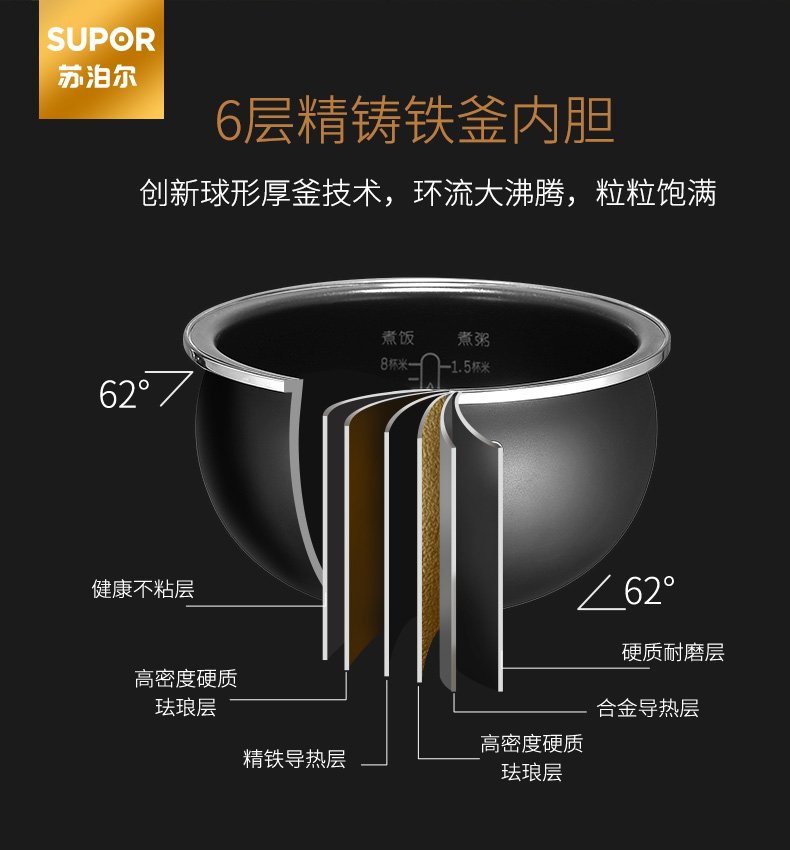 SUPOR
苏泊尔
6层精铸铁釜内胆
创新球形厚釜技术，环流大沸腾，粒粒饱满
煮饭 煮粥
8杯米 1.5杯米
62°
62°
健康不粘层
硬质耐磨层
高密度硬质
珐琅层
合金导热层
精铁导热层
高密度硬质
珐琅层